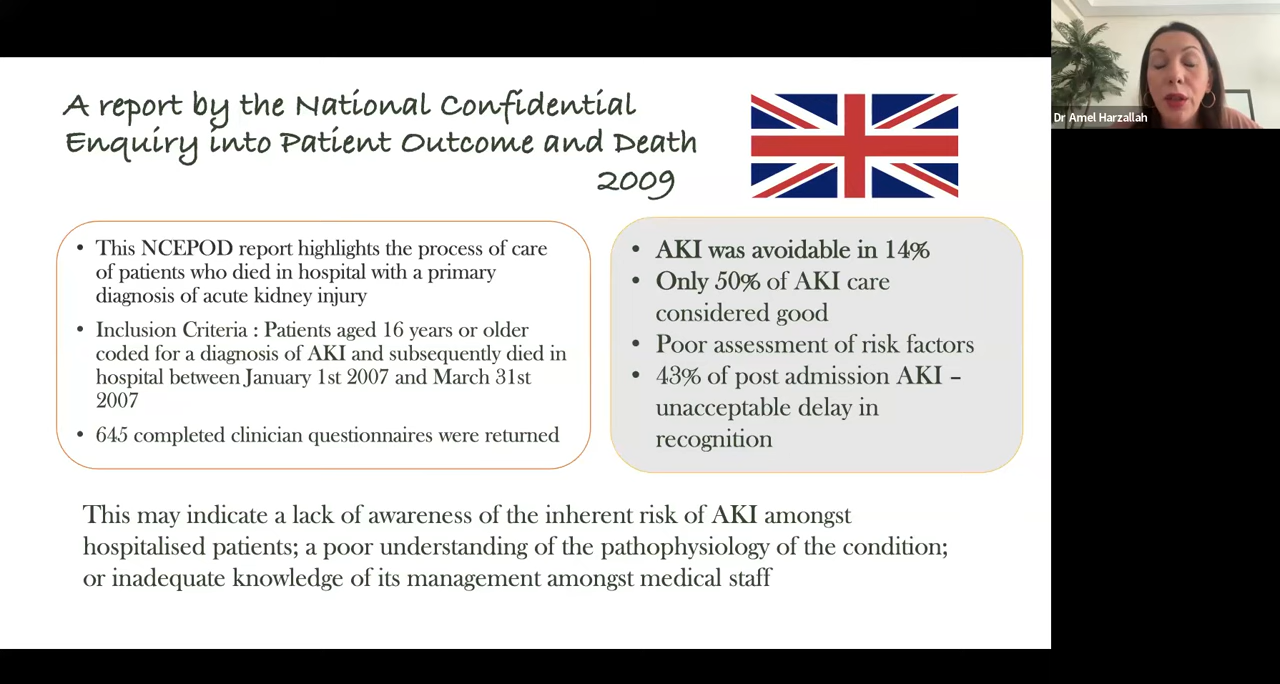 A report by the National Confidential
Enquiry into Patient Outcome and Death
2009
• This NCEPOD report highlights the process of care
of patients who died in hospital with a primary
diagnosis of acute kidney injury
• Inclusion Criteria : Patients aged 16 years or older
coded for a diagnosis of AKI and subsequently died in
hospital between January 1st 2007 and March 31st
2007
• 645 completed clinician questionnaires were returned
• AKI was avoidable in 14%
• Only 50% of AKI care
considered good
• Poor assessment of risk factors
• 43% of post admission AKI –
unacceptable delay in
recognition
This may indicate a lack of awareness of the inherent risk of AKI amongst
hospitalised patients; a poor understanding of the pathophysiology of the condition;
or inadequate knowledge of its management amongst medical staff
Dr Amel Harzallah